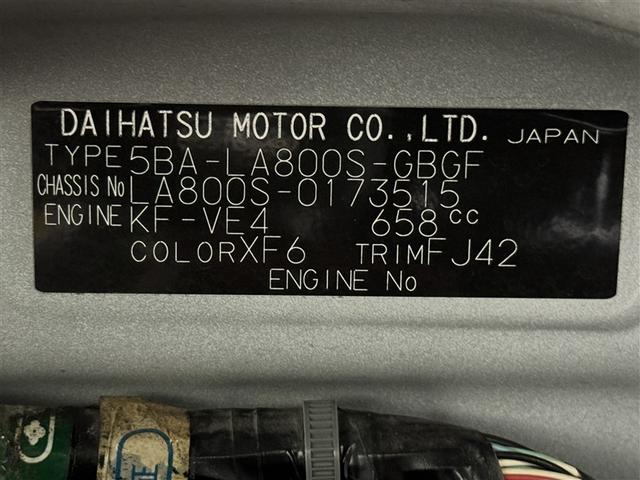 DAIHATSU MOTOR CO.,LTD. JAPAN
TYPE 5BA-LA800S-GBGF
CHASSIS No LA800S-0173515
ENGINE KF-VE4 658cc
COLOR XF6 TRIM FJ42
ENGINE No